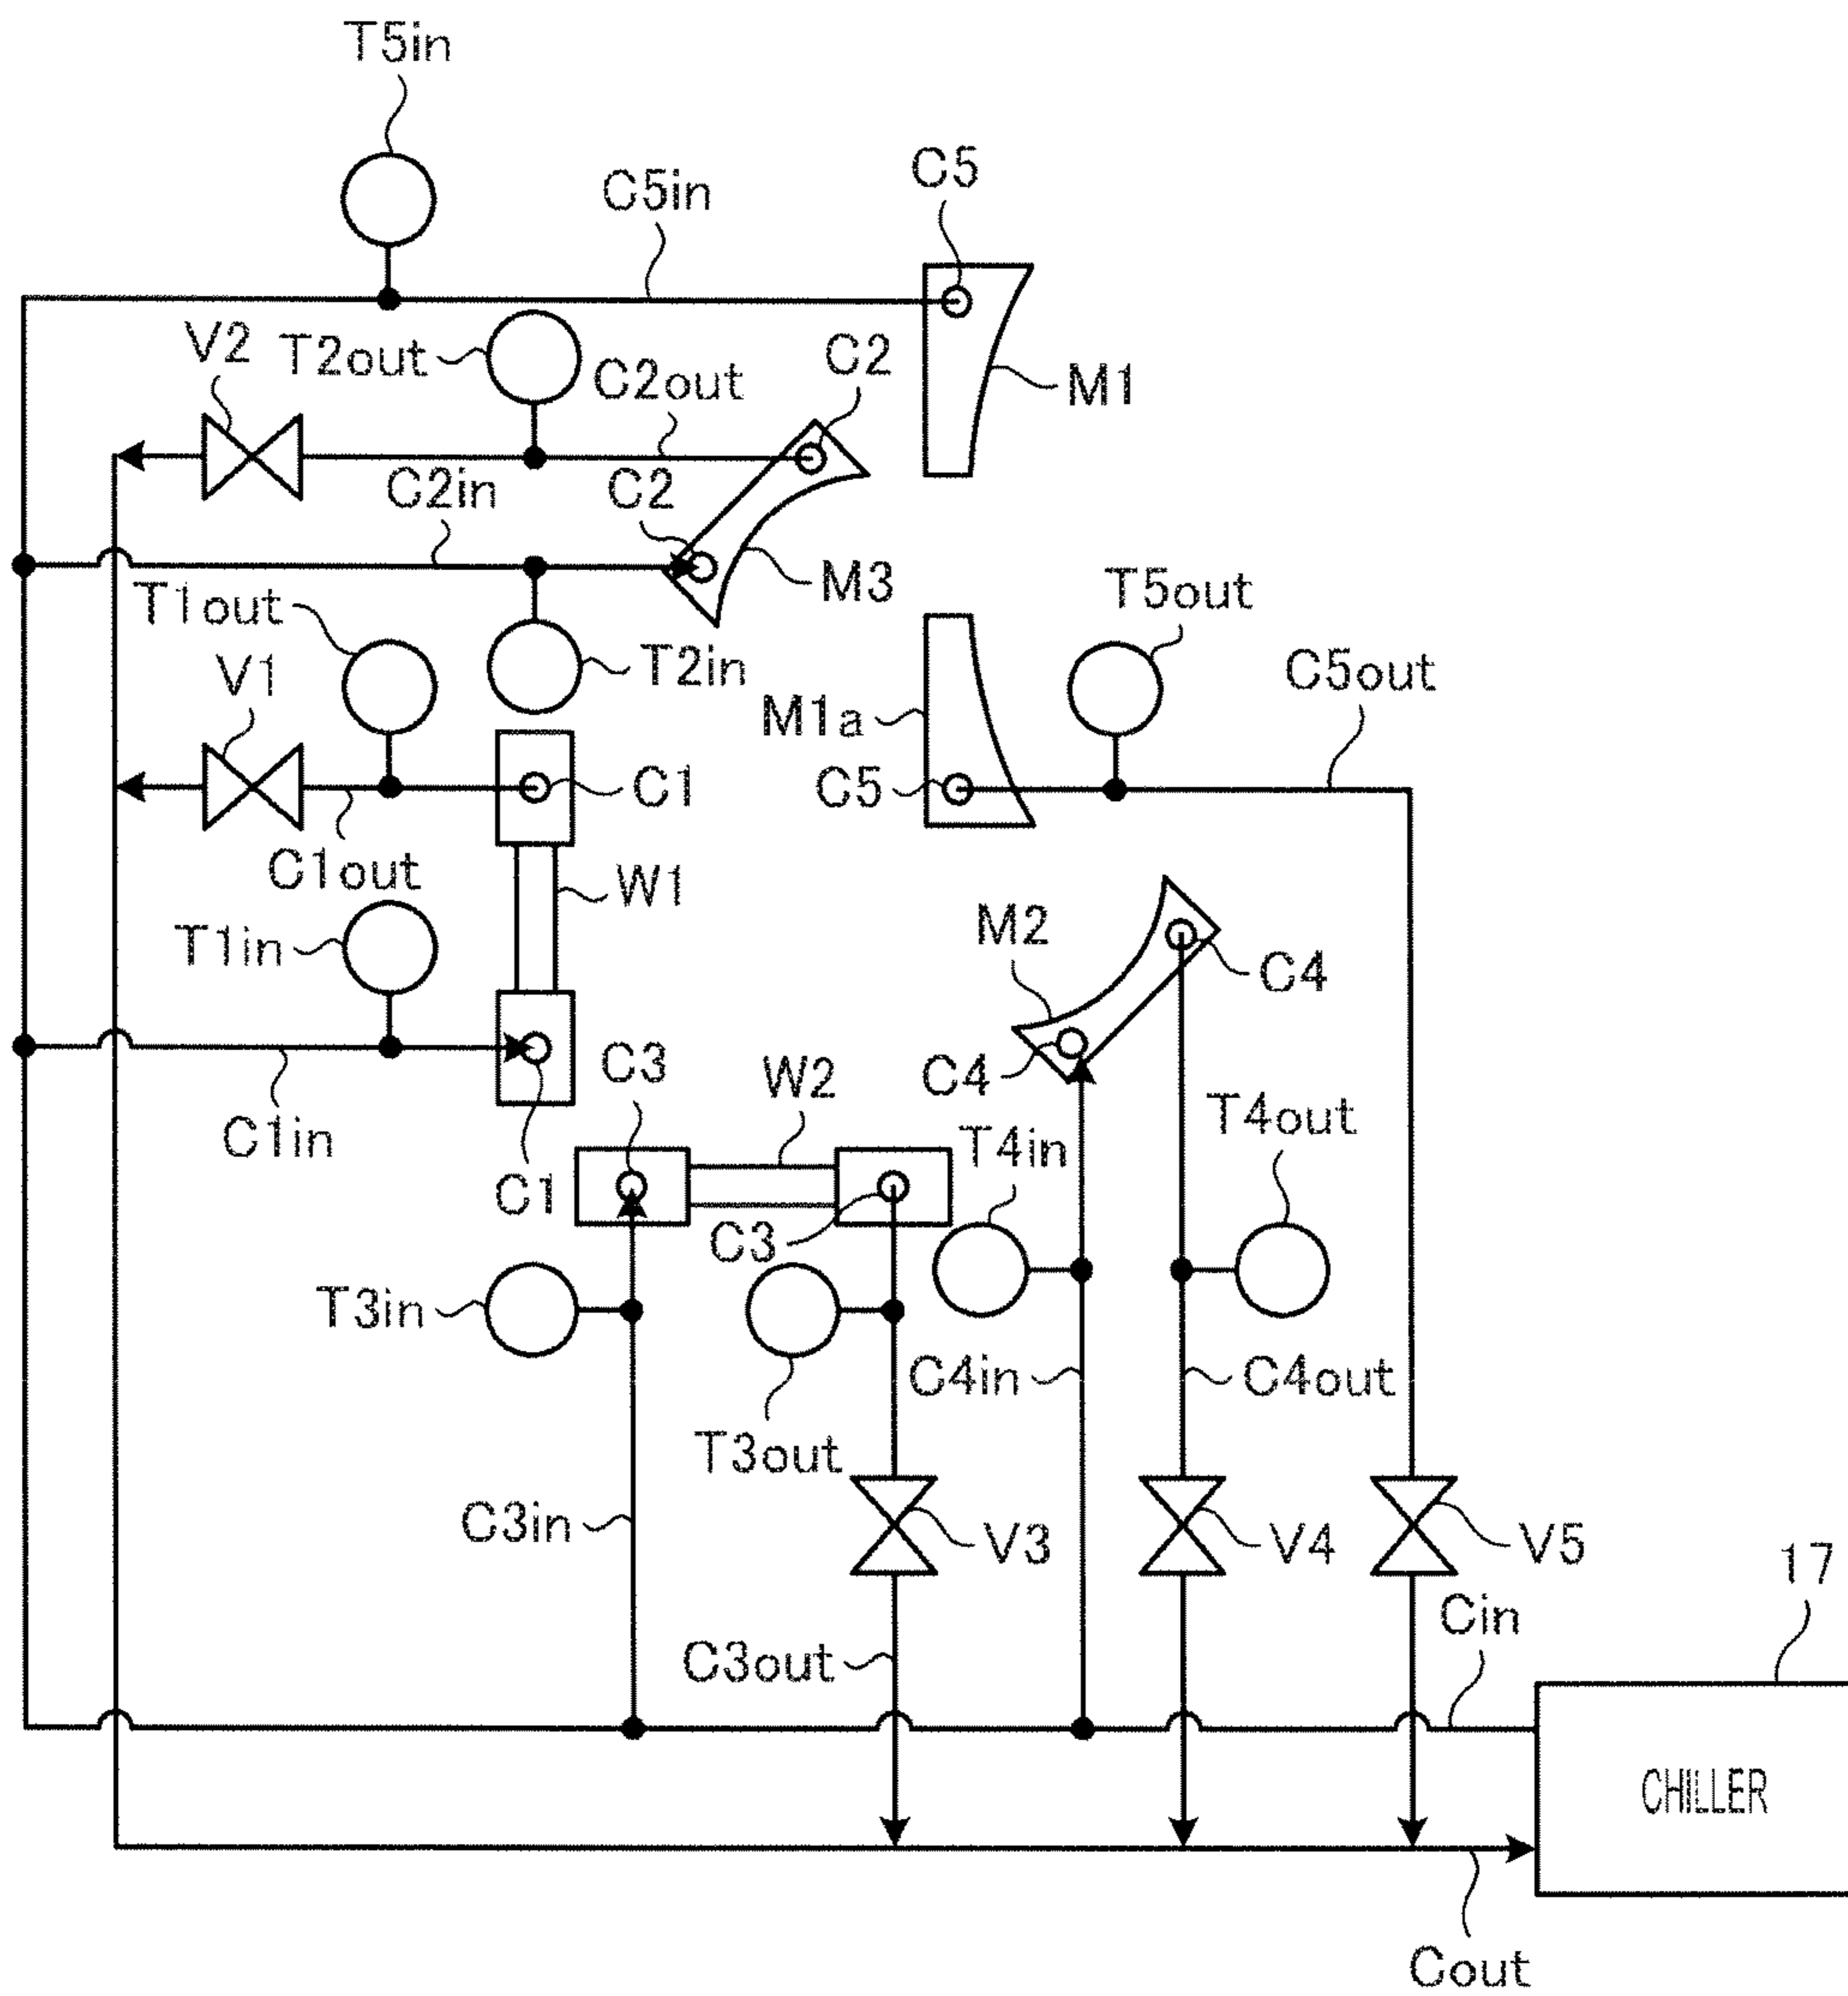 T5in
C5in
C5
V2
T2out
C2out
C2
M1
C2in
C2
M3
T1out
T2in
T5out
V1
M1a
C5out
C1
C5
C1out
W1
T1in
M2
C4
C3
W2
C4
C1in
T4in
T4out
C1
C3
T3in
C4in
C4out
T3out
C3in
V3
V4
V5
17
Cin
C3out
CHILLER
Cout